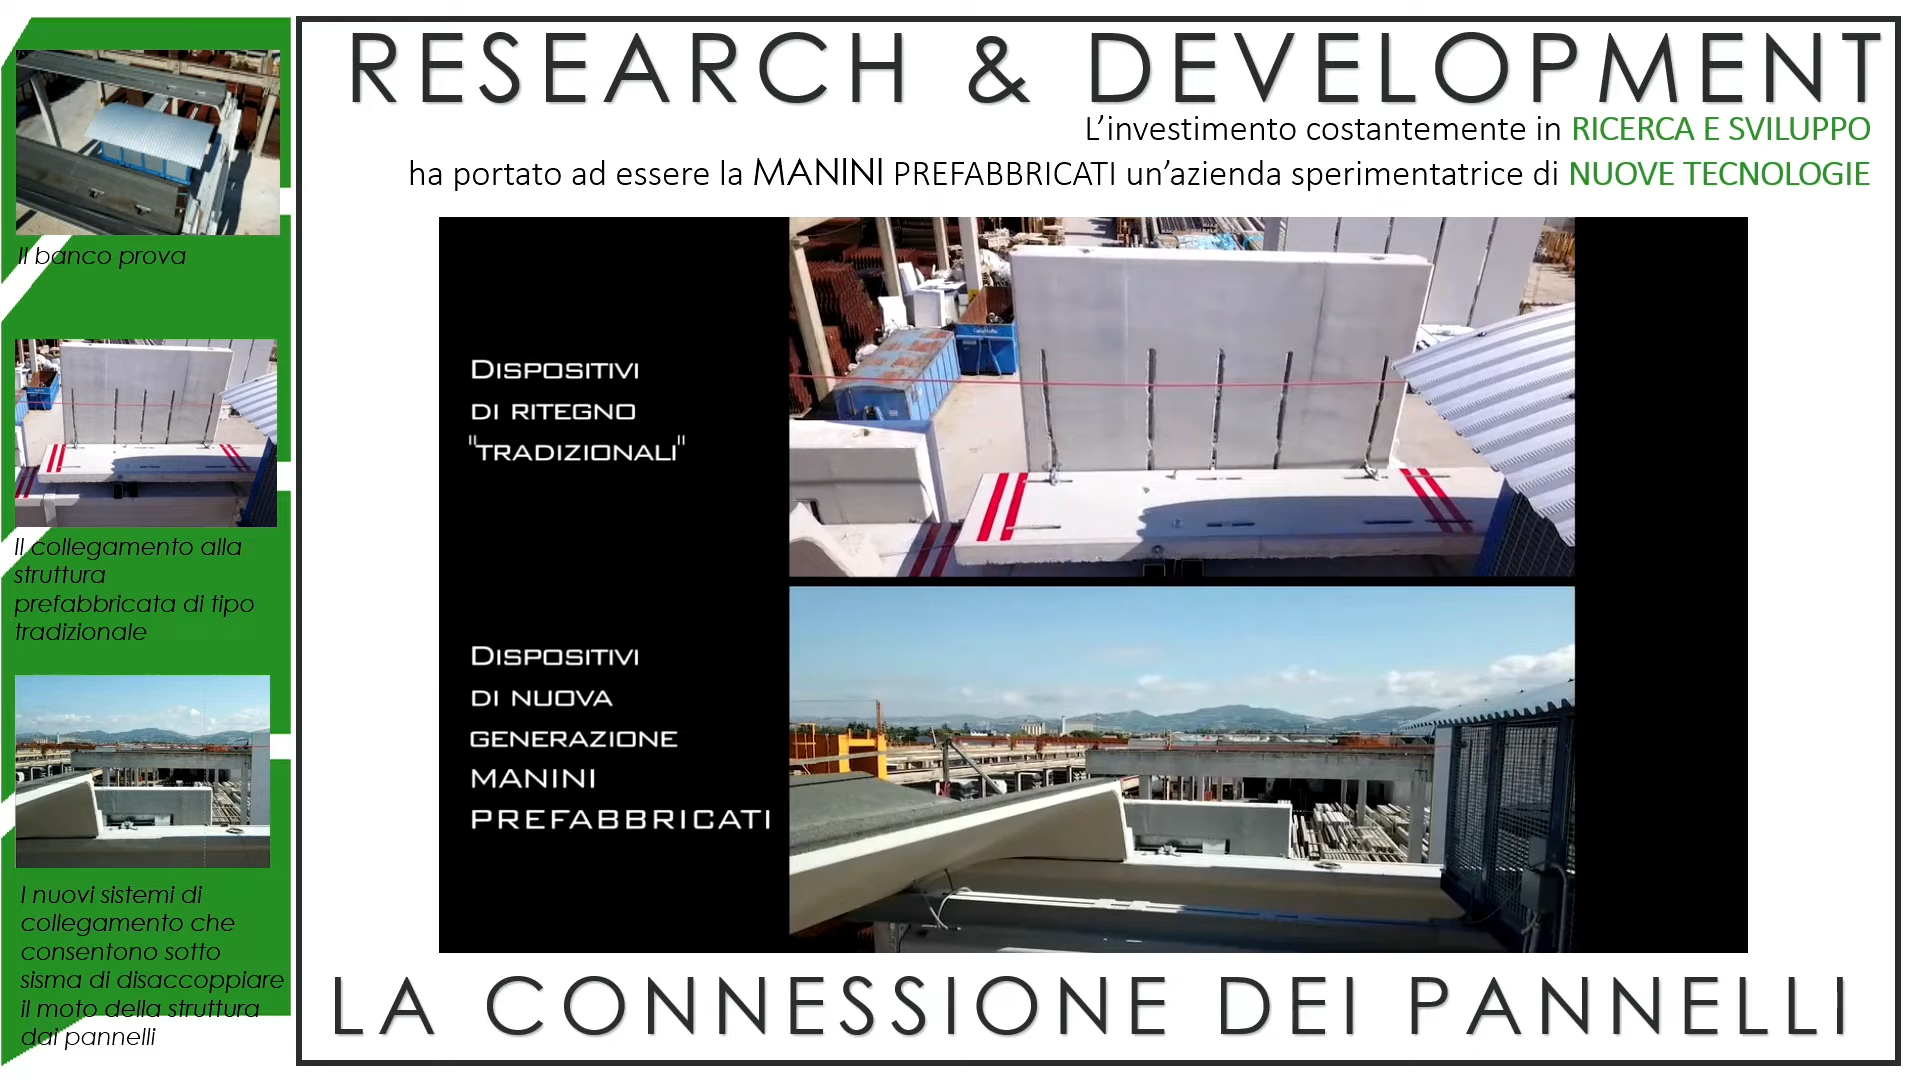 RESEARCH & DEVELOPMENT
L'investimento costantemente in RICERCA E SVILUPPO
ha portato ad essere la MANINI PREFABBRICATI un'azienda sperimentatrice di NUOVE TECNOLOGIE
Il banco prova
Il collegamento alla
struttura
prefabbricata di tipo
tradizionale
I nuovi sistemi di
collegamento che
consentono sotto
sisma di disaccoppiare
il moto della struttura
dai pannelli
DISPOSITIVI
DI RITEGNO
"TRADIZIONALI"
DISPOSITIVI
DI NUOVA
GENERAZIONE
MANINI
PREFABBRICATI
LA CONNESSIONE DEI PANNELLI